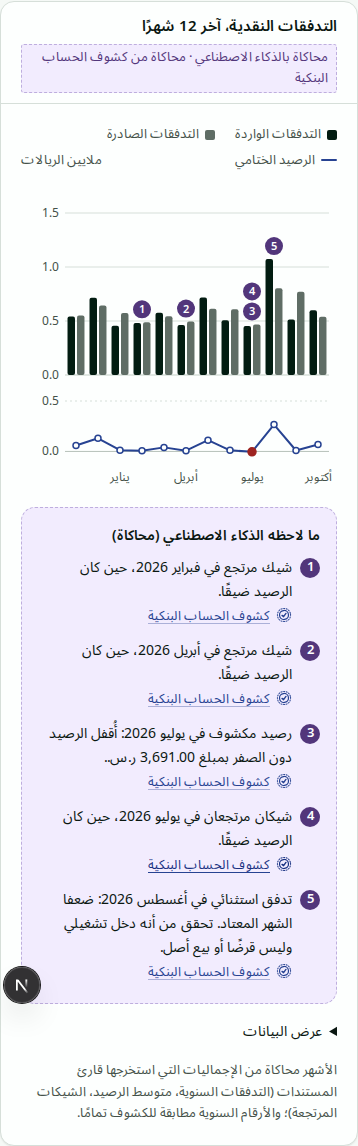 التدفقات النقدية، آخر 12 شهرًا
محاكاة بالذكاء الاصطناعي · محاكاة من كشوف الحساب
البنكية
التدفقات الواردة
التدفقات الصادرة
الرصيد الختامي
ملايين الريالات
1.5
1.0
0.5
0.0
0.5
0.0
1
2
3
4
5
يناير
أبريل
يوليو
أكتوبر
ما لاحظه الذكاء الاصطناعي (محاكاة)
1 شيك مرتجع في فبراير 2026، حين كان
الرصيد ضيقًا.
كشوف الحساب البنكية
2 شيك مرتجع في أبريل 2026، حين كان
الرصيد ضيقًا.
كشوف الحساب البنكية
3 رصيد مكشوف في يوليو 2026: أُقفل الرصيد
دون الصفر بمبلغ 3,691.00 ر.س..
كشوف الحساب البنكية
4 شيكان مرتجعان في يوليو 2026، حين كان
الرصيد ضيقًا.
كشوف الحساب البنكية
5 تدفق استثنائي في أغسطس 2026: ضعفا
الشهر المعتاد. تحقق من أنه دخل تشغيلي
وليس قرضًا أو بيع أصل.
كشوف الحساب البنكية
N
عرض البيانات
الأشهر محاكاة من الإجماليات التي استخرجها قارئ
المستندات (التدفقات السنوية، متوسط الرصيد، الشيكات
المرتجعة)؛ والأرقام السنوية مطابقة للكشوف تمامًا.